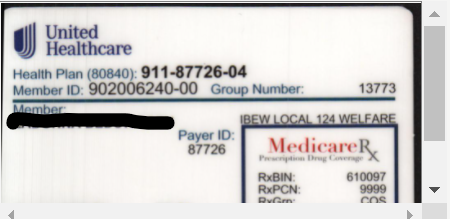 United
Healthcare
Health Plan (80840): 911-87726-04
Member ID: 902006240-00 Group Number: 13773
Member:
IBEW LOCAL 124 WELFARE
Payer ID:
87726
MedicareRx
Prescription Drug Coverage
RxBIN: 610097
RxPCN: 9999
RxGrp: COS